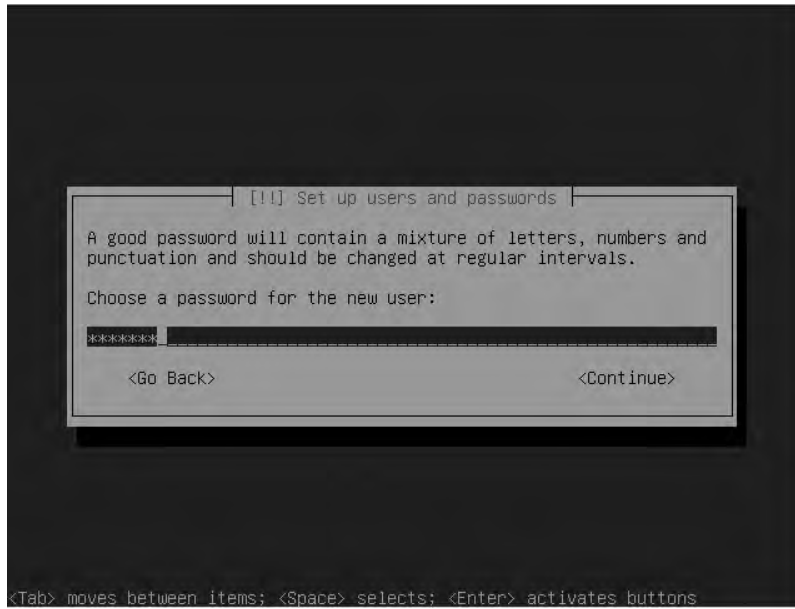 [!!] Set up users and passwords
A good password will contain a mixture of letters, numbers and
punctuation and should be changed at regular intervals.
Choose a password for the new user:
*******
<Go Back> <Continue>
<Tab> moves between items; <Space> selects; <Enter> activates buttons